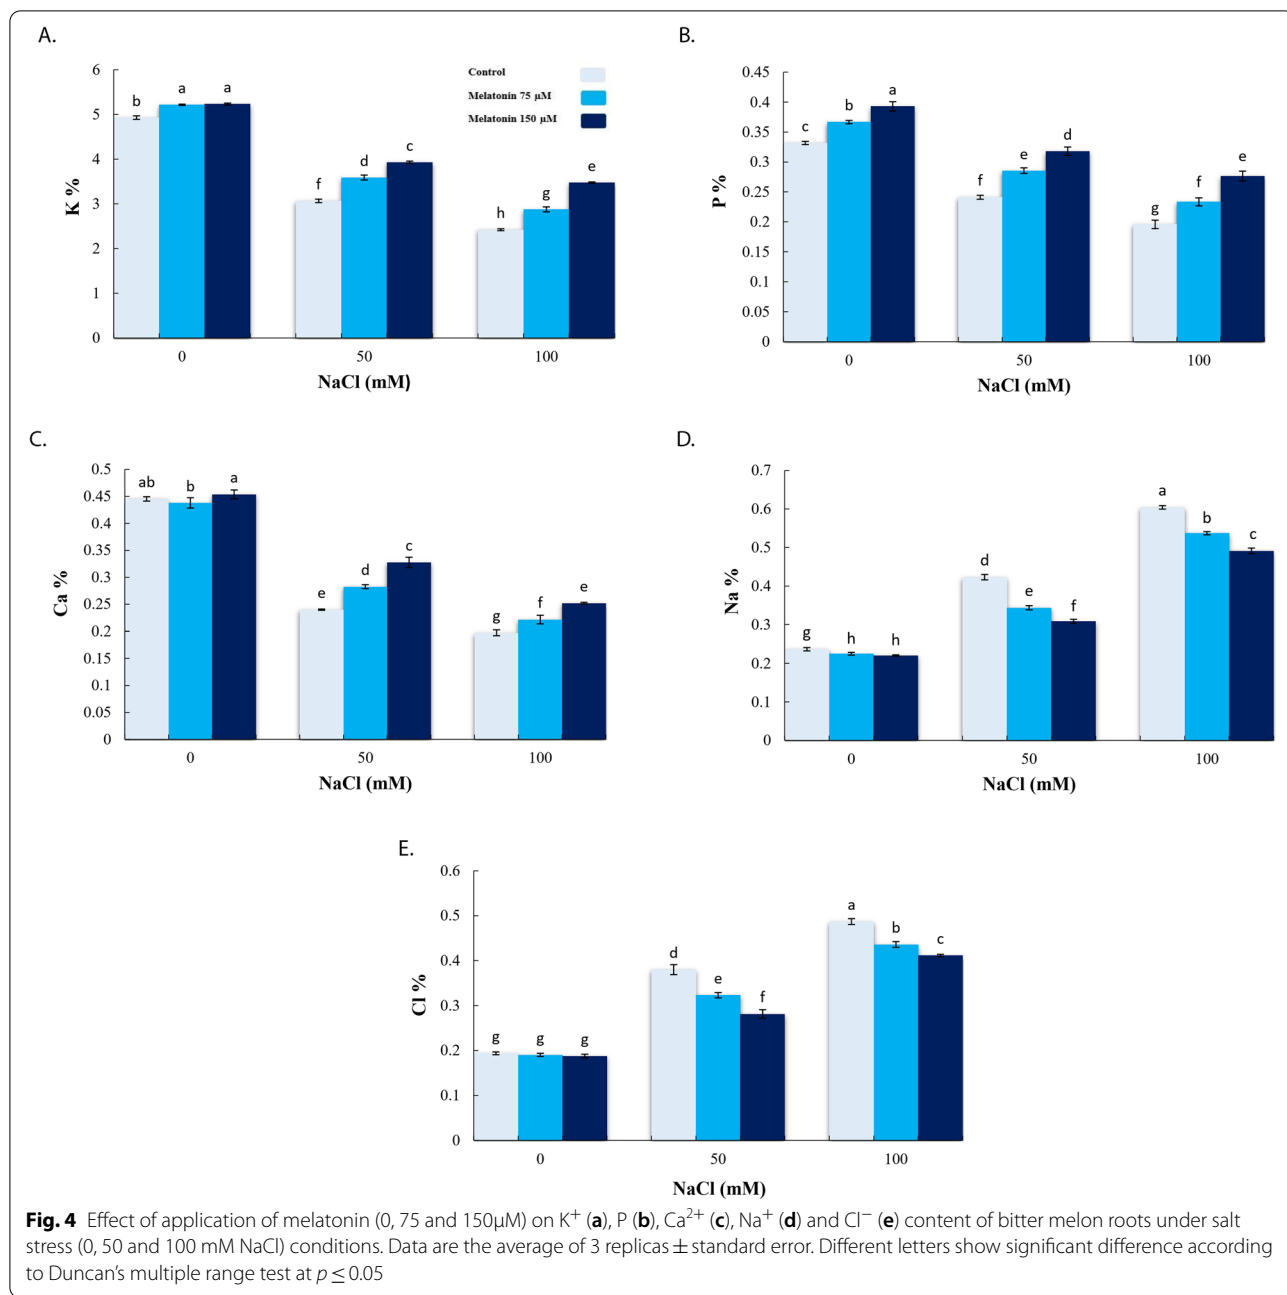 A.
6
5
4
3
2
1
0
K %
b a a
f d c
h g e
0 50 100
NaCl (mM)
Control
Melatonin 75 µM
Melatonin 150 µM
B.
0.45
0.4
0.35
0.3
0.25
0.2
0.15
0.1
0.05
0
P %
c b a
f e d
g f e
0 50 100
NaCl (mM)
C.
0.5
0.45
0.4
0.35
0.3
0.25
0.2
0.15
0.1
0.05
0
Ca %
ab b a
e d c
g f e
0 50 100
NaCl (mM)
D.
0.7
0.6
0.5
0.4
0.3
0.2
0.1
0
Na %
g h h
d e f
a b c
0 50 100
NaCl (mM)
E.
0.6
0.5
0.4
0.3
0.2
0.1
0
Cl %
g g g
d e f
a b c
0 50 100
NaCl (mM)
Fig. 4 Effect of application of melatonin (0, 75 and 150µM) on K⁺ (a), P (b), Ca²⁺ (c), Na⁺ (d) and Cl⁻ (e) content of bitter melon roots under salt
stress (0, 50 and 100 mM NaCl) conditions. Data are the average of 3 replicas ± standard error. Different letters show significant difference according
to Duncan's multiple range test at p ≤ 0.05